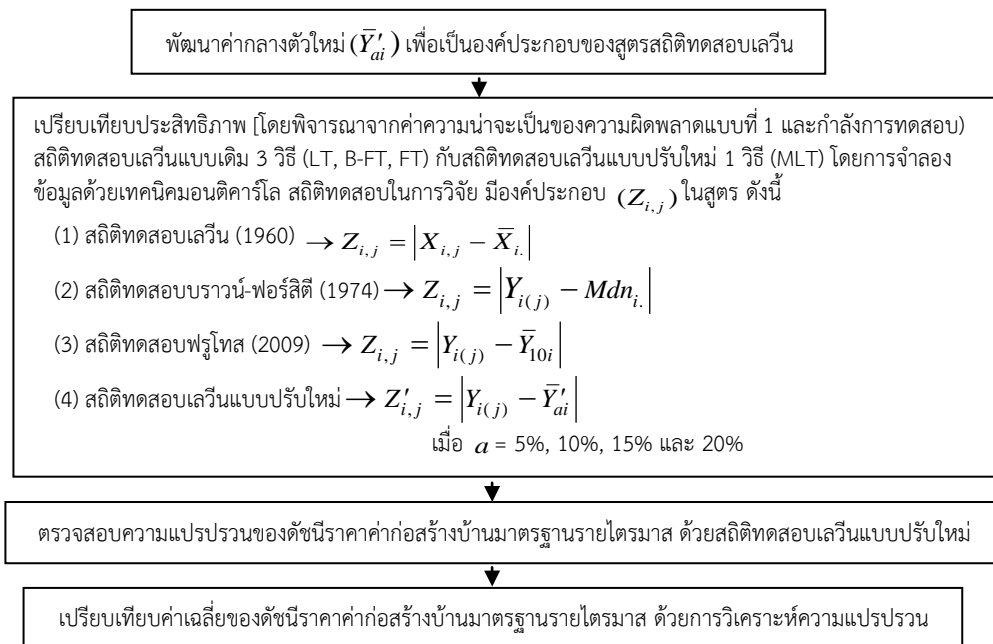 พัฒนาค่ากลางตัวใหม่ (Ȳ′ai) เพื่อเป็นองค์ประกอบของสูตรสถิติทดสอบเลวีน
เปรียบเทียบประสิทธิภาพ [โดยพิจารณาจากค่าความน่าจะเป็นของความผิดพลาดแบบที่ 1 และกำลังการทดสอบ)
สถิติทดสอบเลวีนแบบเดิม 3 วิธี (LT, B-FT, FT) กับสถิติทดสอบเลวีนแบบปรับใหม่ 1 วิธี (MLT) โดยการจำลอง
ข้อมูลด้วยเทคนิคมอนติคาร์โล สถิติทดสอบในการวิจัย มีองค์ประกอบ (Zi,j) ในสูตร ดังนี้
(1) สถิติทดสอบเลวีน (1960) → Zi,j = |Xi,j − X̄i.|
(2) สถิติทดสอบบราวน์-ฟอร์สิตี (1974) → Zi,j = |Yi(j) − Mdni.|
(3) สถิติทดสอบฟรูโทส (2009) → Zi,j = |Yi(j) − Ȳ10i|
(4) สถิติทดสอบเลวีนแบบปรับใหม่ → Z′i,j = |Yi(j) − Ȳ′ai|
เมื่อ a = 5%, 10%, 15% และ 20%
ตรวจสอบความแปรปรวนของดัชนีราคาค่าก่อสร้างบ้านมาตรฐานรายไตรมาส ด้วยสถิติทดสอบเลวีนแบบปรับใหม่
เปรียบเทียบค่าเฉลี่ยของดัชนีราคาค่าก่อสร้างบ้านมาตรฐานรายไตรมาส ด้วยการวิเคราะห์ความแปรปรวน